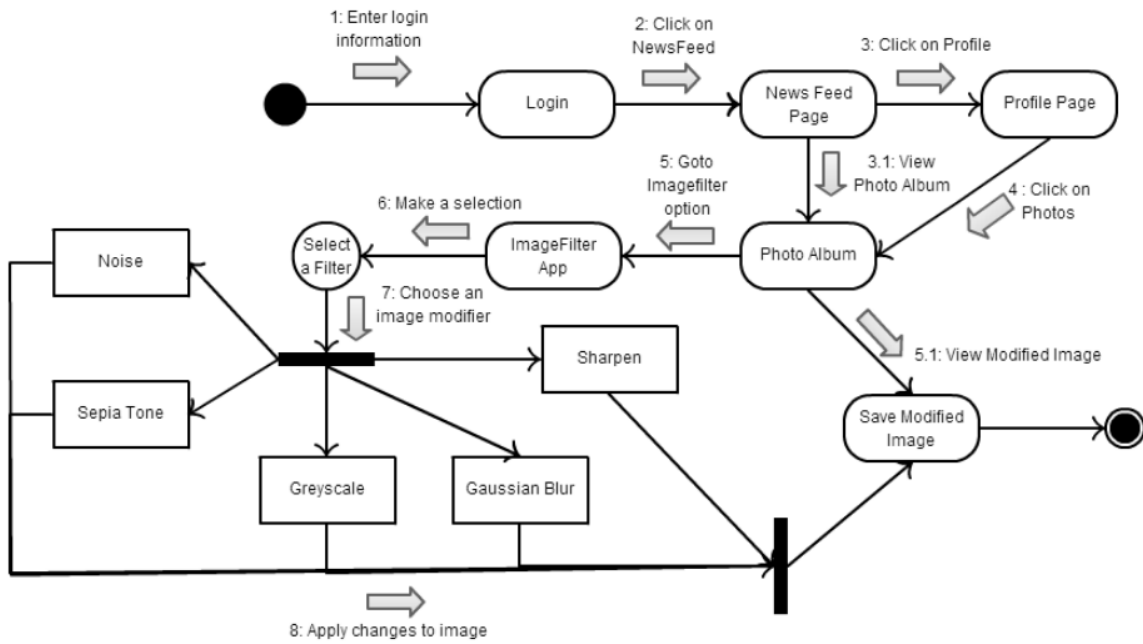 1: Enter login
information
2: Click on
NewsFeed
3: Click on Profile
Login
News Feed
Page
Profile Page
3.1: View
Photo Album
4 : Click on
Photos
5: Goto
Imagefilter
option
6: Make a selection
Select
a Filter
ImageFilter
App
Photo Album
Noise
7: Choose an
image modifier
Sharpen
5.1: View Modified Image
Sepia Tone
Save Modified
Image
Greyscale
Gaussian Blur
8: Apply changes to image